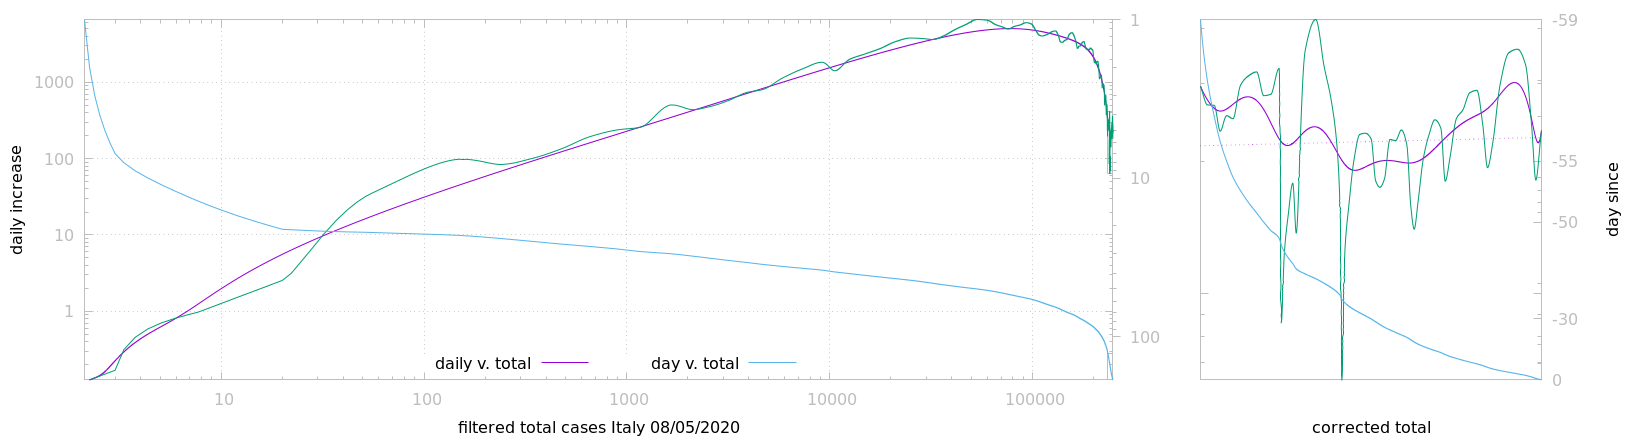 1000
100
10
1
daily increase
10
100
1000
10000
100000
filtered total cases Italy 08/05/2020
daily v. total
day v. total
1
10
100
-59
-55
-50
-30
0
day since
corrected total